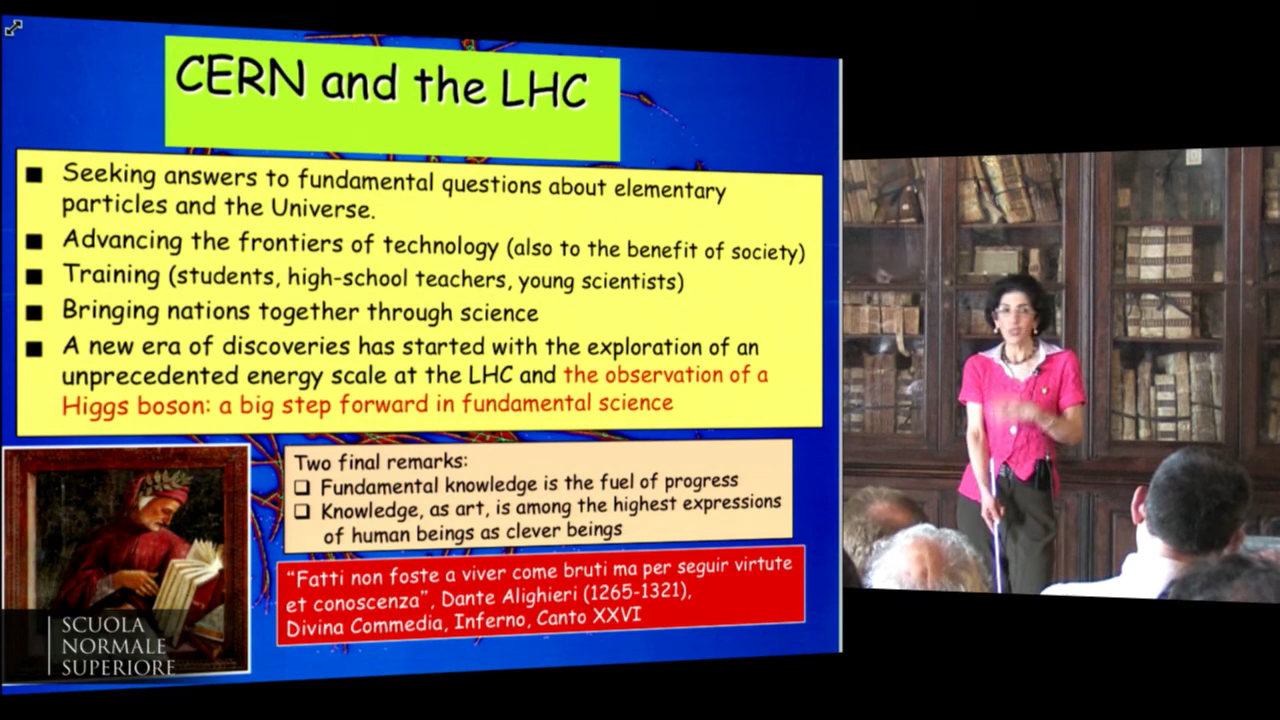 CERN and the LHC
Seeking answers to fundamental questions about elementary
particles and the Universe.
Advancing the frontiers of technology (also to the benefit of society)
Training (students, high-school teachers, young scientists)
Bringing nations together through science
A new era of discoveries has started with the exploration of an
unprecedented energy scale at the LHC and the observation of a
Higgs boson: a big step forward in fundamental science
Two final remarks:
Fundamental knowledge is the fuel of progress
Knowledge, as art, is among the highest expressions
of human beings as clever beings
"Fatti non foste a viver come bruti ma per seguir virtute
et conoscenza", Dante Alighieri (1265-1321),
Divina Commedia, Inferno, Canto XXVI
SCUOLA
NORMALE
SUPERIORE